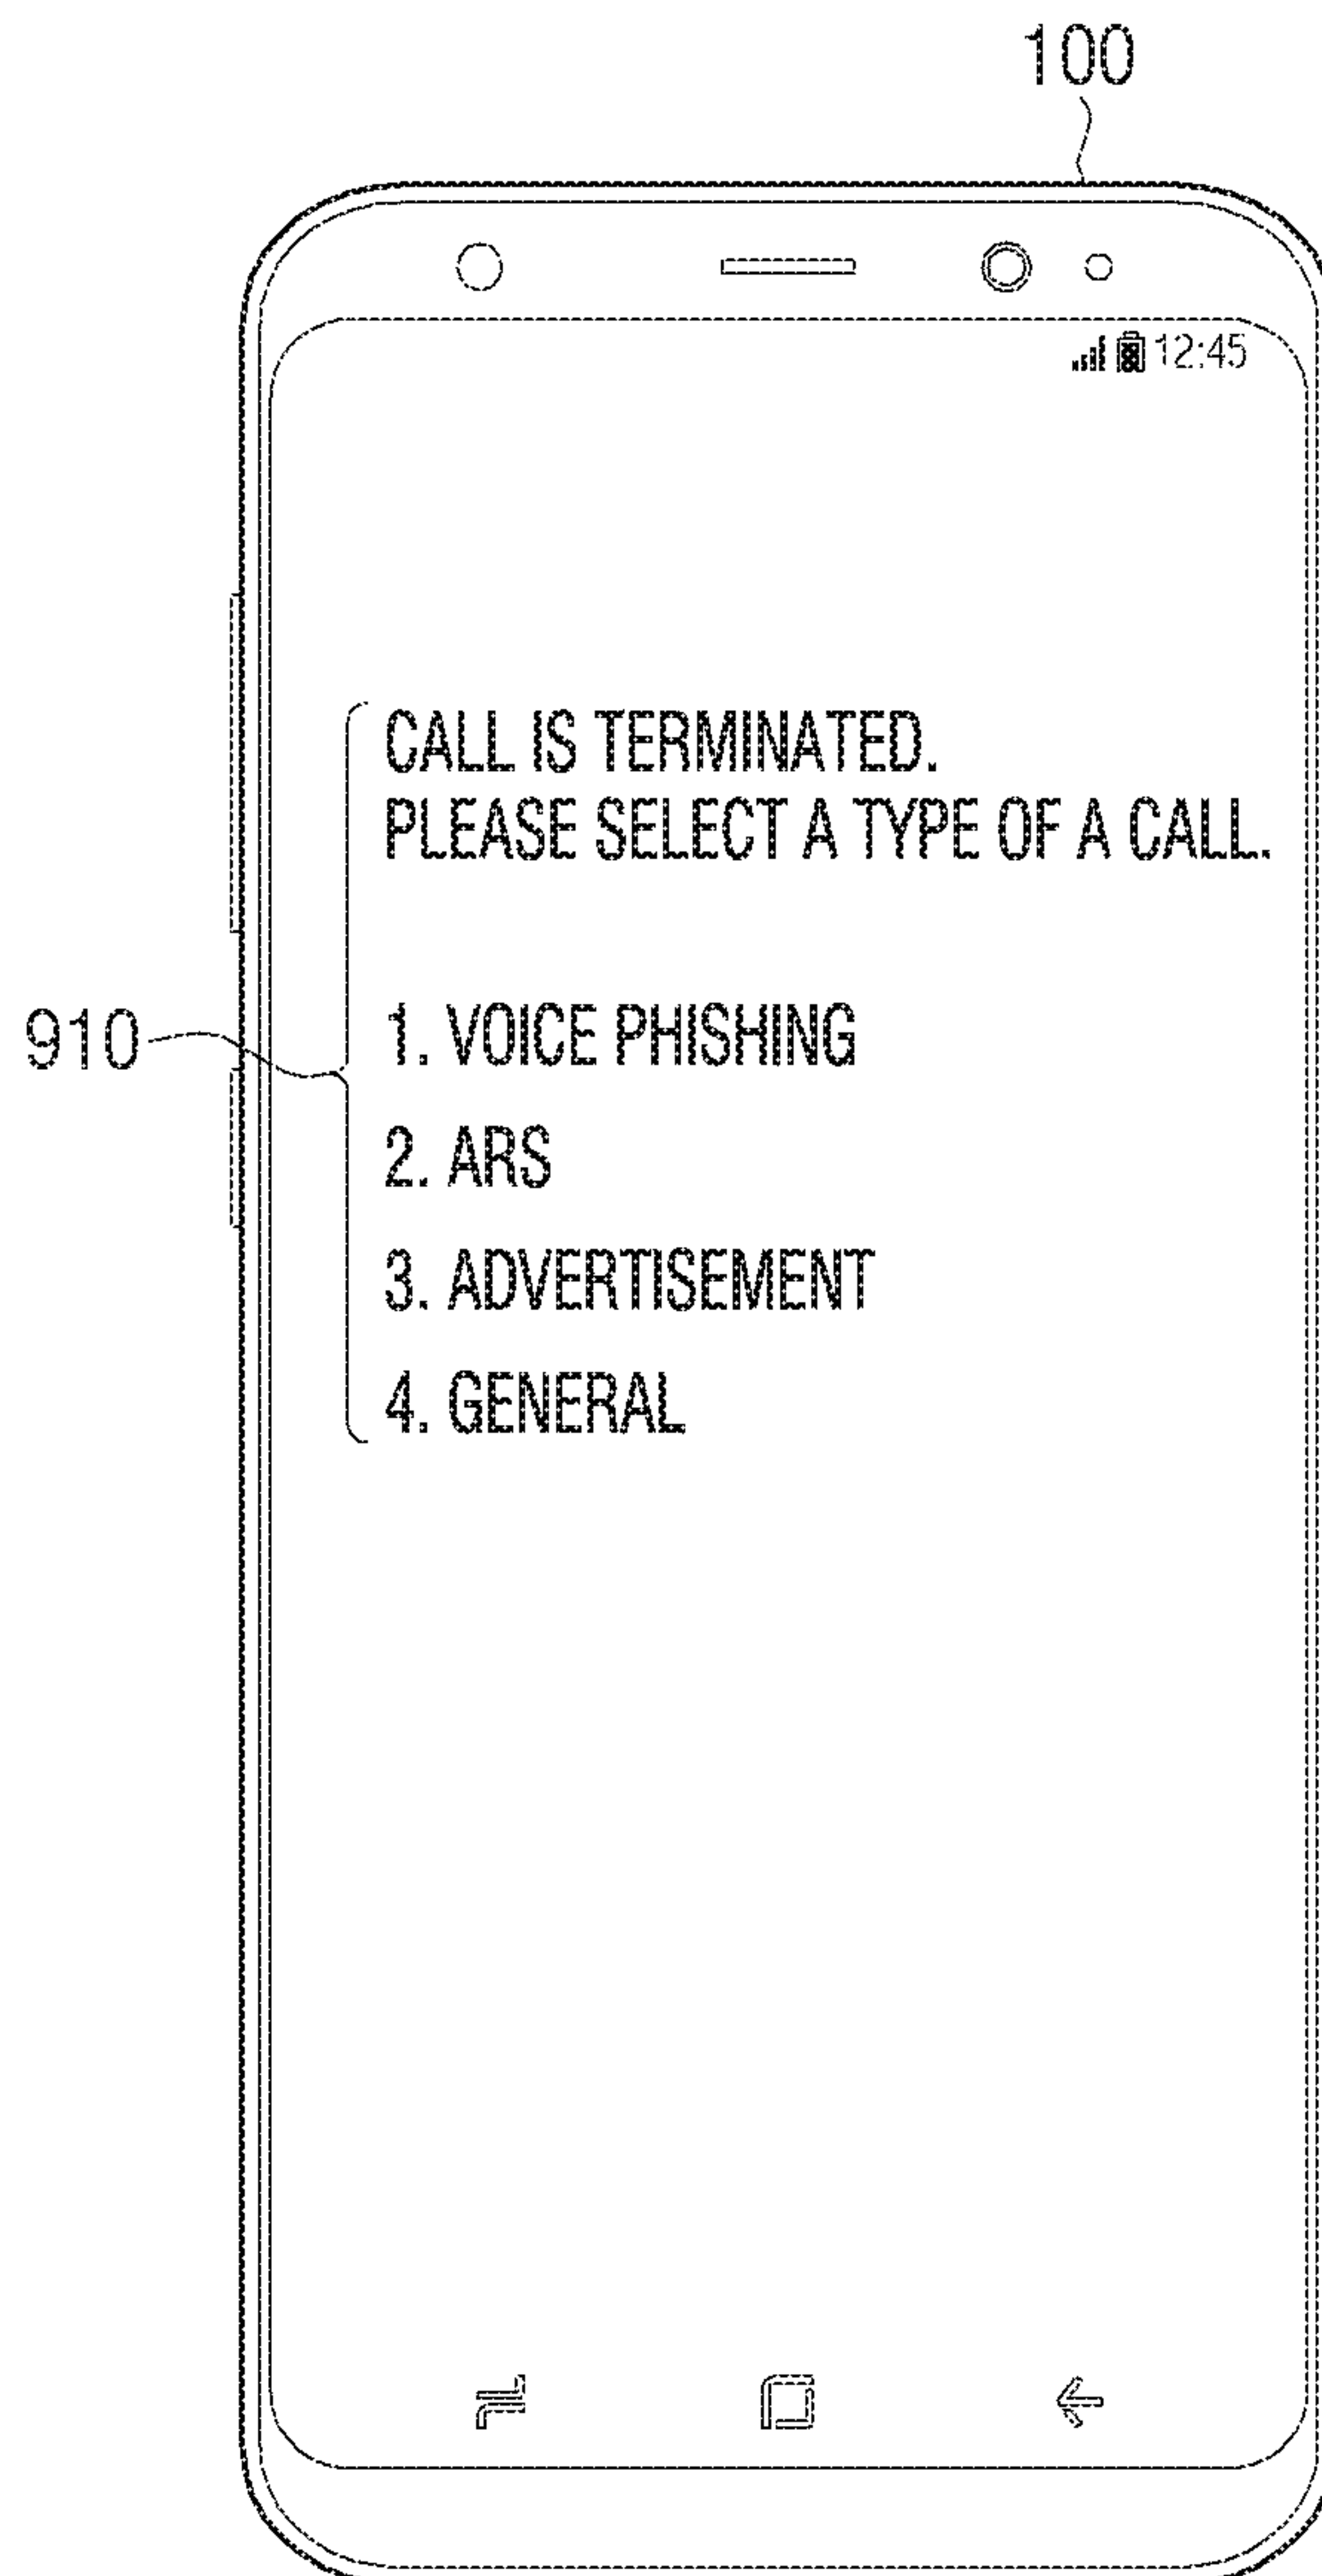 100
12:45
CALL IS TERMINATED.
PLEASE SELECT A TYPE OF A CALL.
910
1. VOICE PHISHING
2. ARS
3. ADVERTISEMENT
4. GENERAL